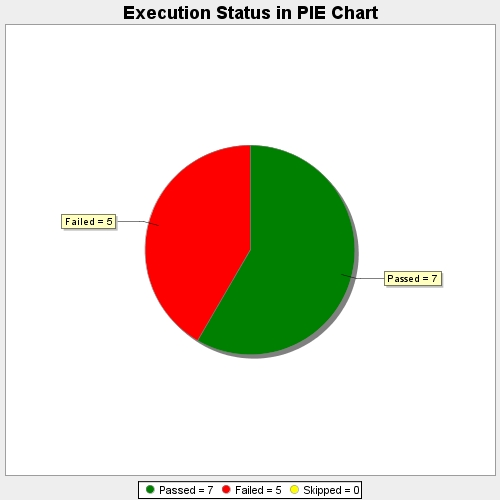 Execution Status in PIE Chart
Failed = 5
Passed = 7
Passed = 7 Failed = 5 Skipped = 0